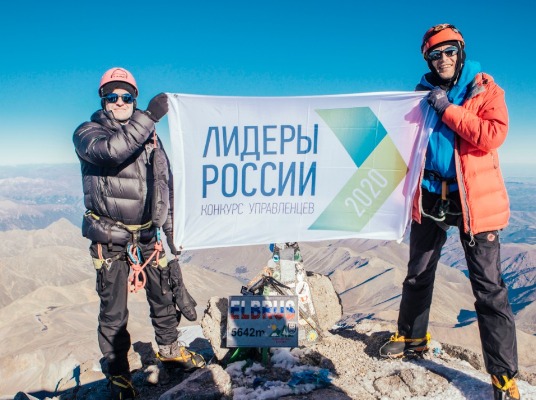 ЛИДЕРЫ
РОССИИ
КОНКУРС УПРАВЛЕНЦЕВ
2020
ELBRUS
5642m